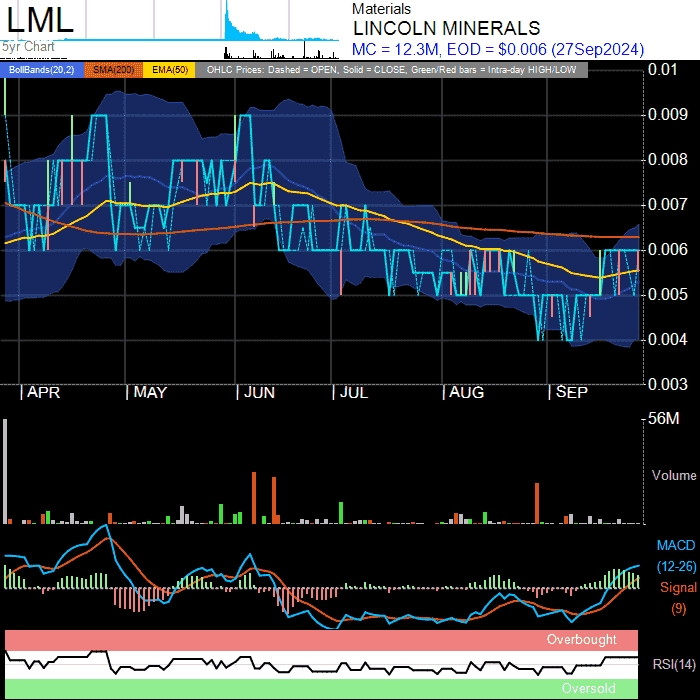 LML
5yr Chart
Materials
LINCOLN MINERALS
MC = 12.3M, EOD = $0.006 (27Sep2024)
BollBands(20,2) SMA(200) EMA(50) OHLC Prices: Dashed = OPEN, Solid = CLOSE, Green/Red bars = Intra-day HIGH/LOW
0.01
0.009
0.008
0.007
0.006
0.005
0.004
0.003
APR MAY JUN JUL AUG SEP
56M
Volume
MACD
(12-26)
Signal
(9)
Overbought
RSI(14)
Oversold